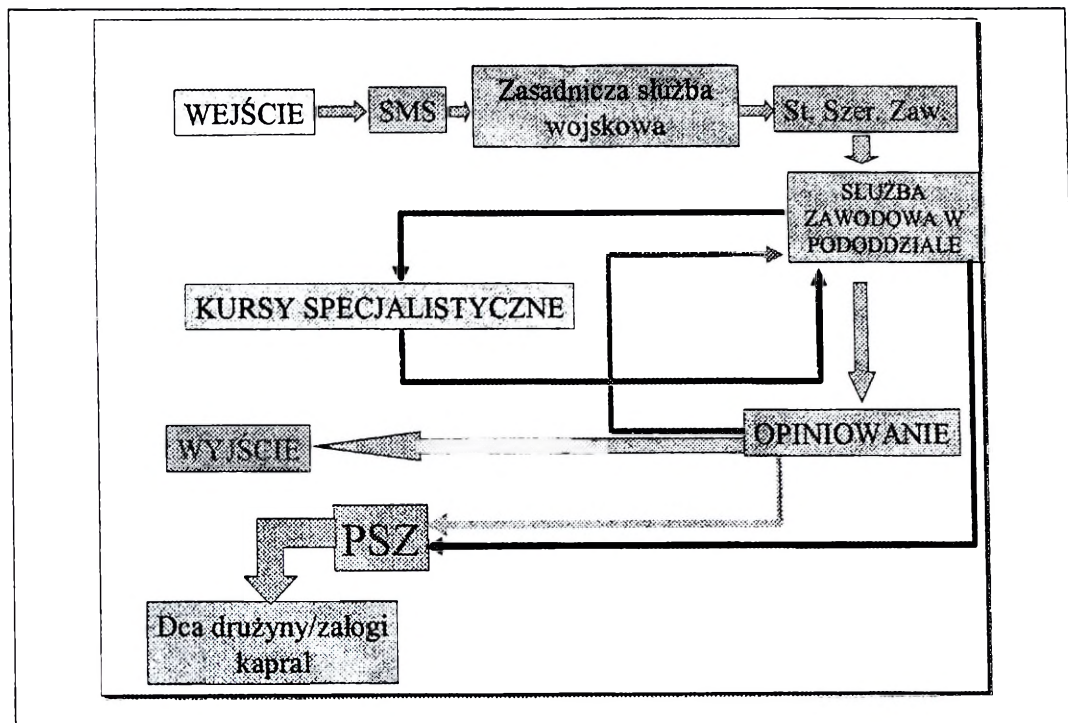 WEJŚCIE
SMS
Zasadnicza służba
wojskowa
St. Szer. Zaw.
SŁUŻBA
ZAWODOWA W
PODODDZIALE
KURSY SPECJALISTYCZNE
OPINIOWANIE
WYJŚCIE
PSZ
Dca drużyny/załogi
kapral